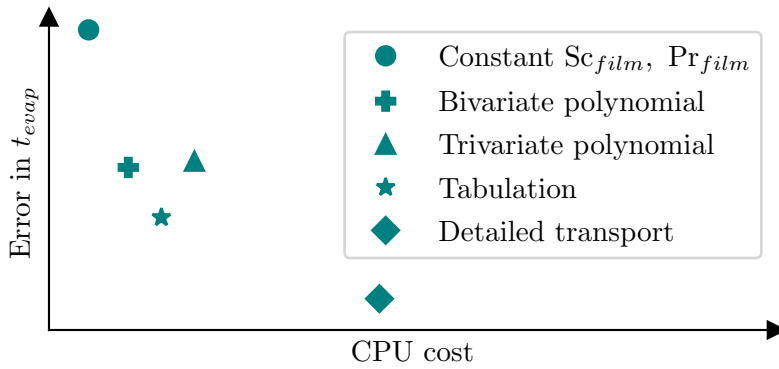 Error in t_evap
Constant Sc_film, Pr_film
Bivariate polynomial
Trivariate polynomial
Tabulation
Detailed transport
CPU cost